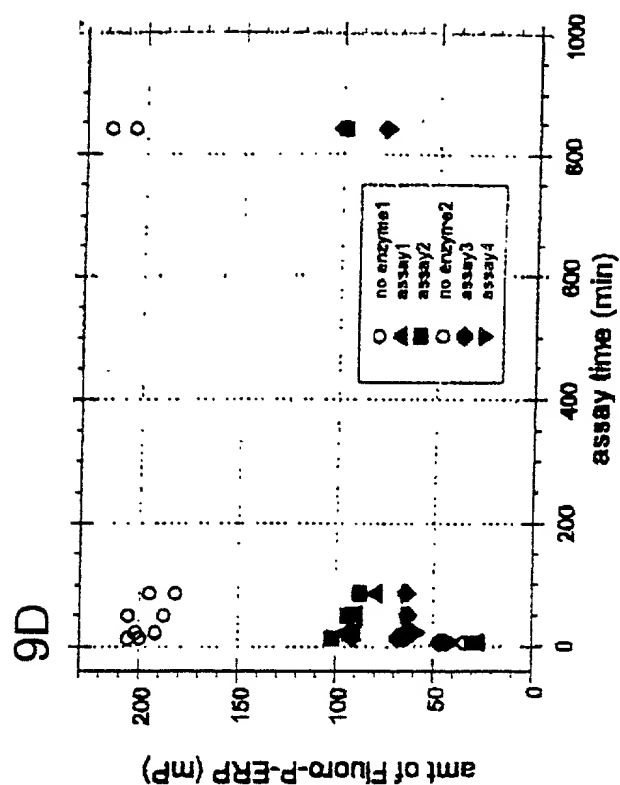 9D
amt of Fluoro-P-ERP (mP)
200
150
100
50
0
no enzyme1
assay1
assay2
no enzyme2
assay3
assay4
0
200
400
600
800
1000
assay time (min)